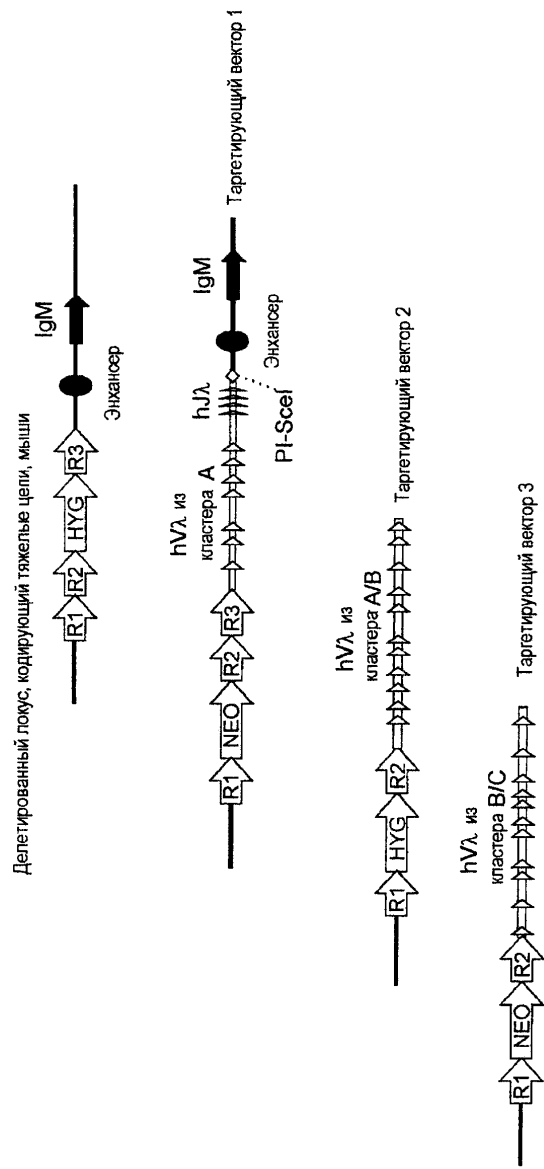 Делетированный локус, кодирующий тяжелые цепи, мыши
R1 R2 HYG R3
IgM
Энхансер
Таргетирующий вектор 1
R1 NEO R2 R3
hVλ из
кластера A
hJλ
PI-SceI
IgM
Энхансер
Таргетирующий вектор 2
R1 HYG R2
hVλ из
кластера A/B
Таргетирующий вектор 3
R1 NEO R2
hVλ из
кластера B/C